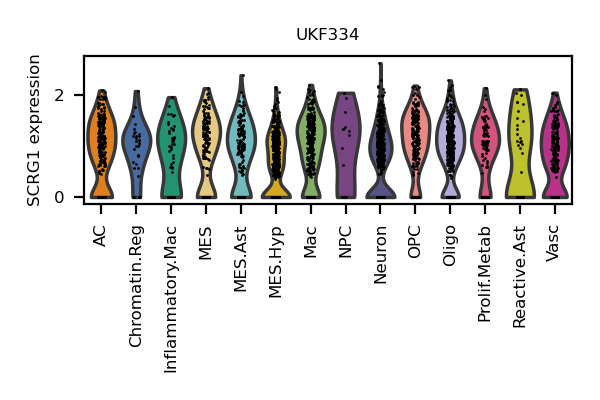 UKF334
SCRG1 expression
2
0
AC
Chromatin.Reg
Inflammatory.Mac
MES
MES.Ast
MES.Hyp
Mac
NPC
Neuron
OPC
Oligo
Prolif.Metab
Reactive.Ast
Vasc